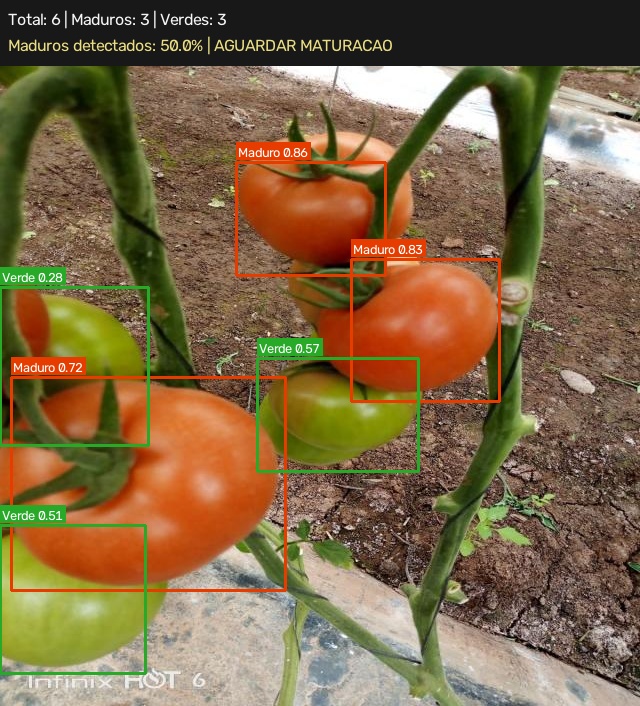 Total: 6 | Maduros: 3 | Verdes: 3
Maduros detectados: 50.0% | AGUARDAR MATURACAO
Maduro 0.86
Maduro 0.83
Verde 0.28
Verde 0.57
Maduro 0.72
Verde 0.51
Infinix HOT 6